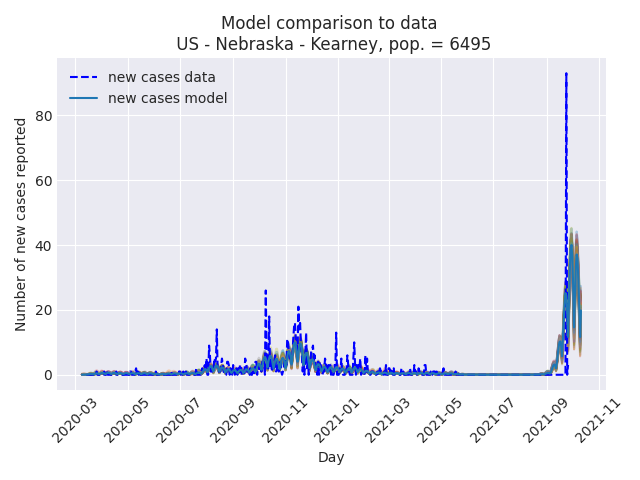 Model comparison to data
US - Nebraska - Kearney, pop. = 6495
new cases data
new cases model
Number of new cases reported
80
60
40
20
0
2020-03
2020-05
2020-07
2020-09
2020-11
2021-01
2021-03
2021-05
2021-07
2021-09
2021-11
Day